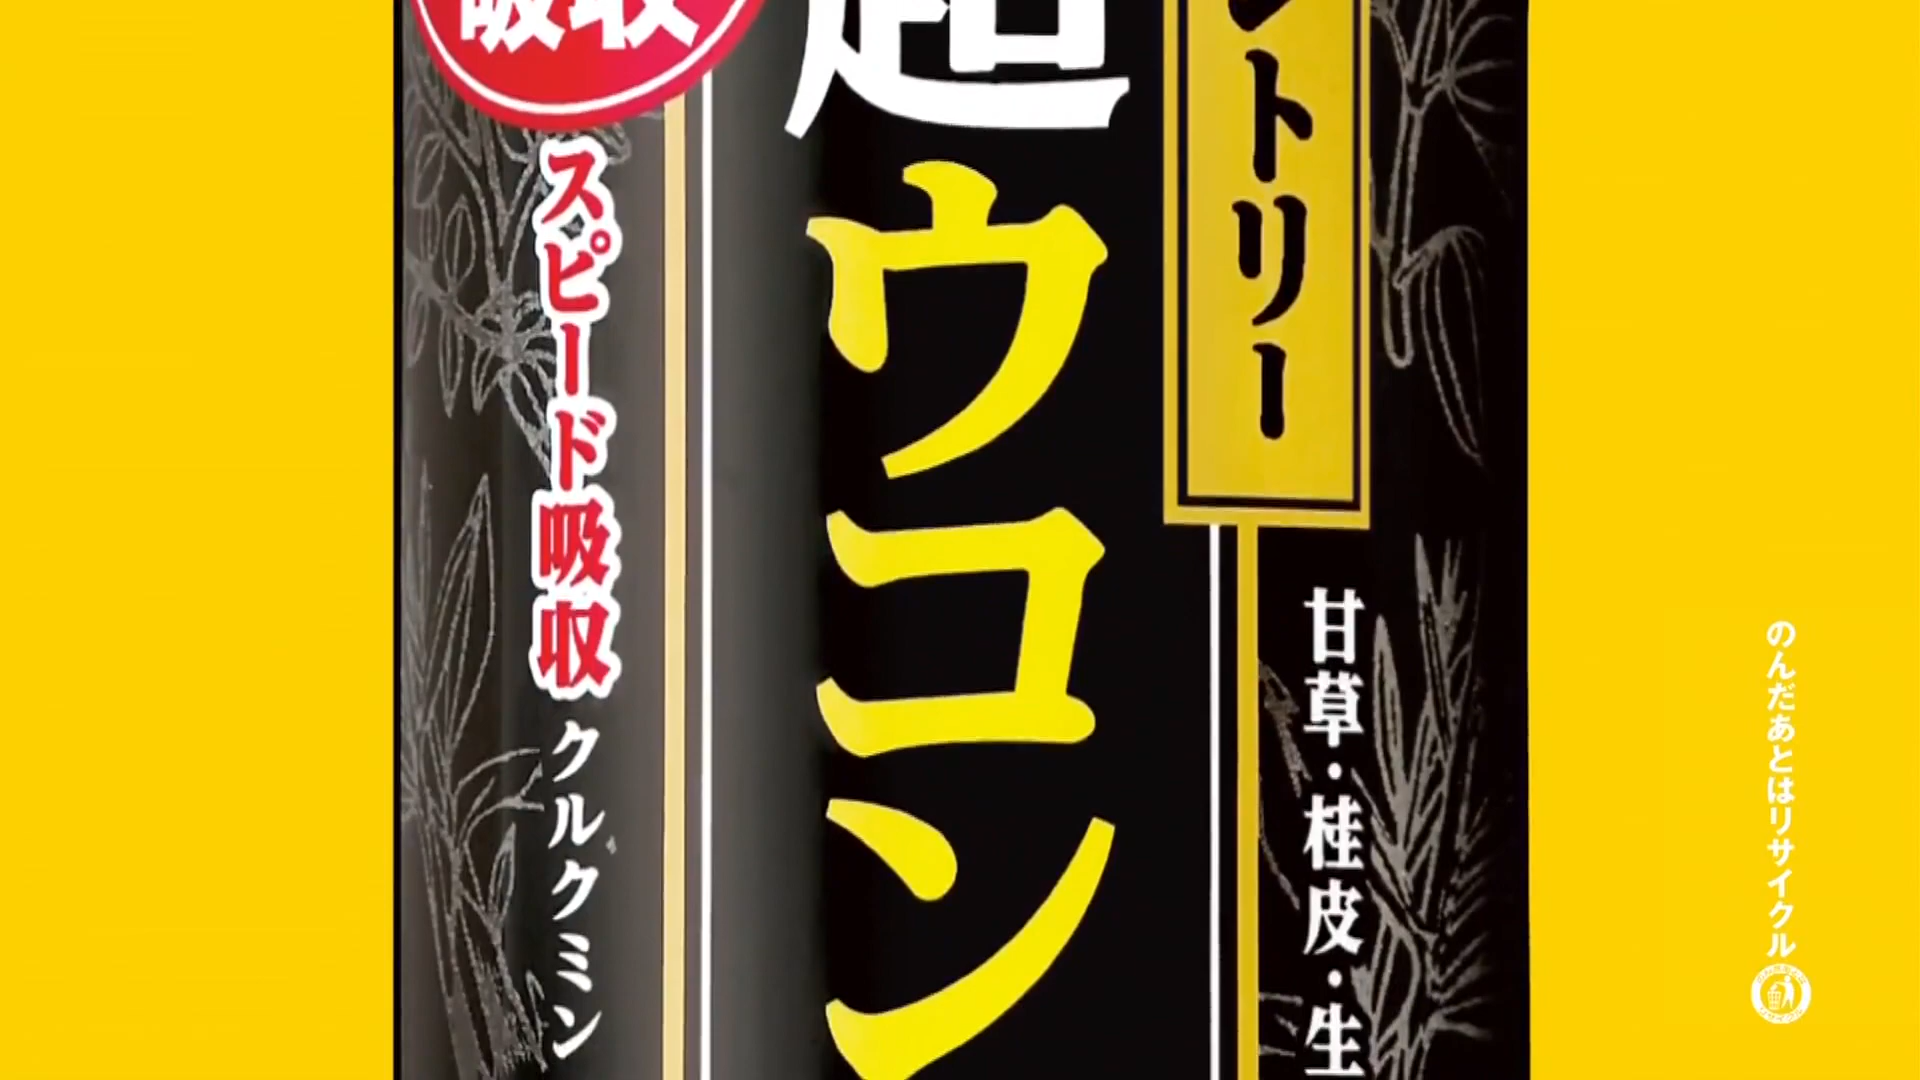 吸収
超ウコン
ントリー
スピード吸収クルクミン
甘草・桂皮・生
のんだあとはリサイクル